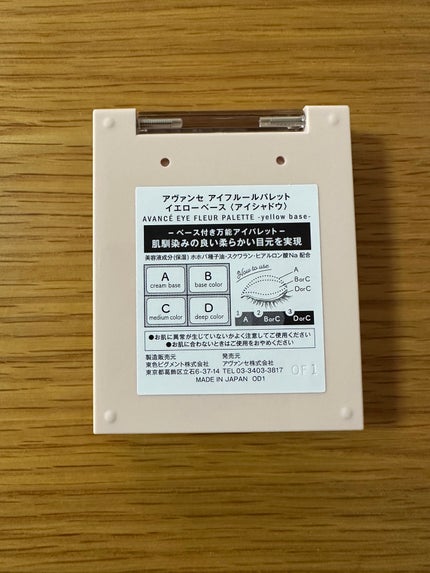 アヴァンセ アイフルールパレット
イエローベース〈アイシャドウ〉
AVANCÉ EYE FLEUR PALETTE -yellow base-
－ベース付き万能アイパレット－
肌馴染みの良い柔らかい目元を実現
美容液成分(保湿) ホホバ種子油・スクワラン・ヒアルロン酸Na 配合
A
cream base
B
base color
C
medium color
D
deep color
How to use
A
BorC
DorC
1 A 2 BorC 3 DorC
●お肌に異常が生じていないかよく注意してご使用ください
●お肌に合わないときはご使用をおやめください
製造販売元 発売元
東色ピグメント株式会社 アヴァンセ株式会社
東京都葛飾区立石6-37-14 TEL 03-3403-3817
MADE IN JAPAN OD1
OF 1